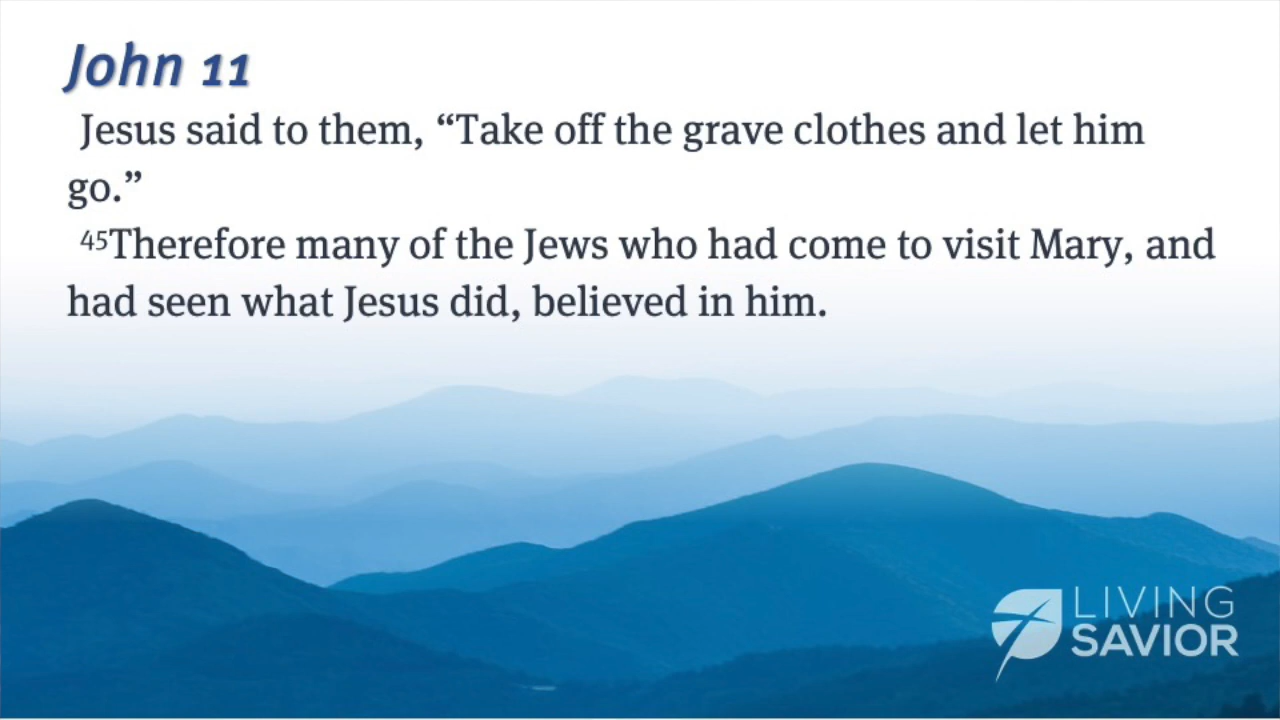 John 11
Jesus said to them, “Take off the grave clothes and let him
go.”
45Therefore many of the Jews who had come to visit Mary, and
had seen what Jesus did, believed in him.
LIVING
SAVIOR